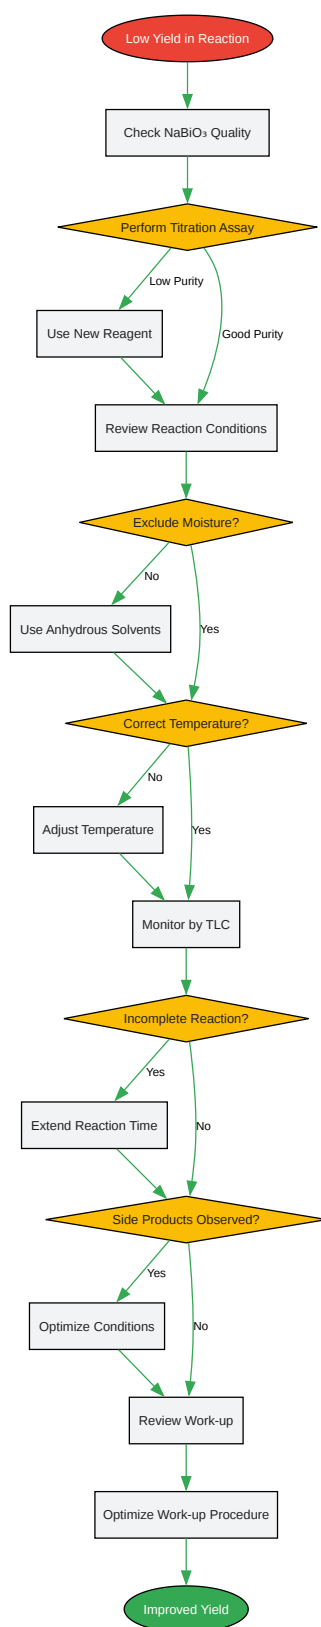 Low Yield in Reaction
Check NaBiO₃ Quality
Perform Titration Assay
Low Purity
Use New Reagent
Good Purity
Review Reaction Conditions
Exclude Moisture?
No
Use Anhydrous Solvents
Yes
Correct Temperature?
No
Adjust Temperature
Yes
Monitor by TLC
Incomplete Reaction?
Yes
Extend Reaction Time
No
Side Products Observed?
Yes
Optimize Conditions
No
Review Work-up
Optimize Work-up Procedure
Improved Yield